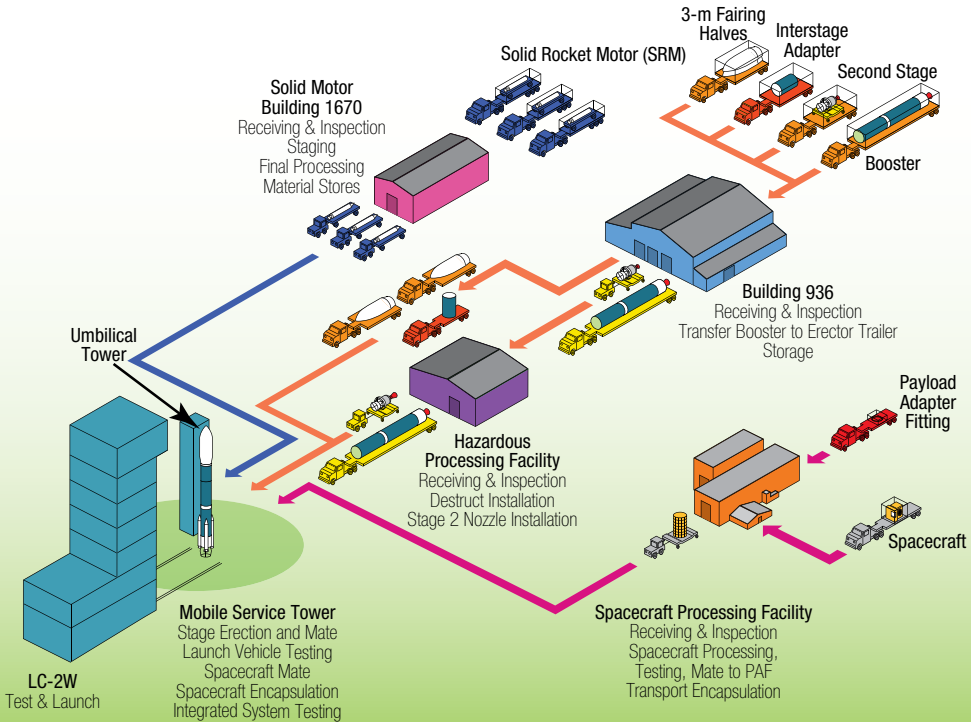 3-m Fairing
Halves
Interstage
Adapter
Solid Rocket Motor (SRM)
Second Stage
Booster
Solid Motor
Building 1670
Receiving & Inspection
Staging
Final Processing
Material Stores
Building 936
Receiving & Inspection
Transfer Booster to Erector Trailer
Storage
Umbilical
Tower
Payload
Adapter
Fitting
Hazardous
Processing Facility
Receiving & Inspection
Destruct Installation
Stage 2 Nozzle Installation
Spacecraft
Mobile Service Tower
Stage Erection and Mate
Launch Vehicle Testing
Spacecraft Mate
Spacecraft Encapsulation
Integrated System Testing
Spacecraft Processing Facility
Receiving & Inspection
Spacecraft Processing,
Testing, Mate to PAF
Transport Encapsulation
LC-2W
Test & Launch